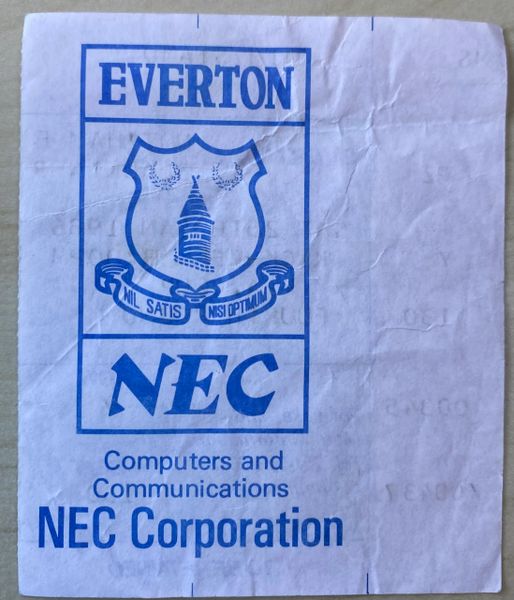 EVERTON
NIL SATIS NISI OPTIMUM
NEC
Computers and
Communications
NEC Corporation